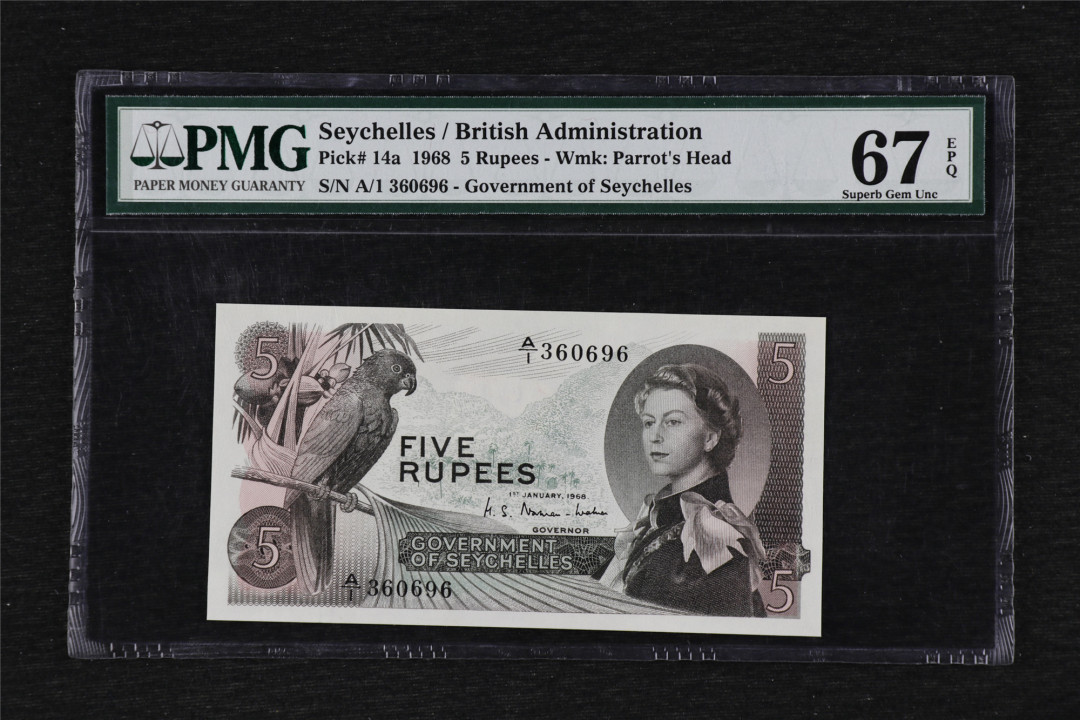 PMG
PAPER MONEY GUARANTY
Seychelles / British Administration
Pick# 14a 1968 5 Rupees - Wmk: Parrot's Head
S/N A/1 360696 - Government of Seychelles
67
EPQ
Superb Gem Unc
5
A/1 360696
5
FIVE
RUPEES
1ST JANUARY, 1968
GOVERNOR
5
GOVERNMENT
OF SEYCHELLES
A/1 360696
5